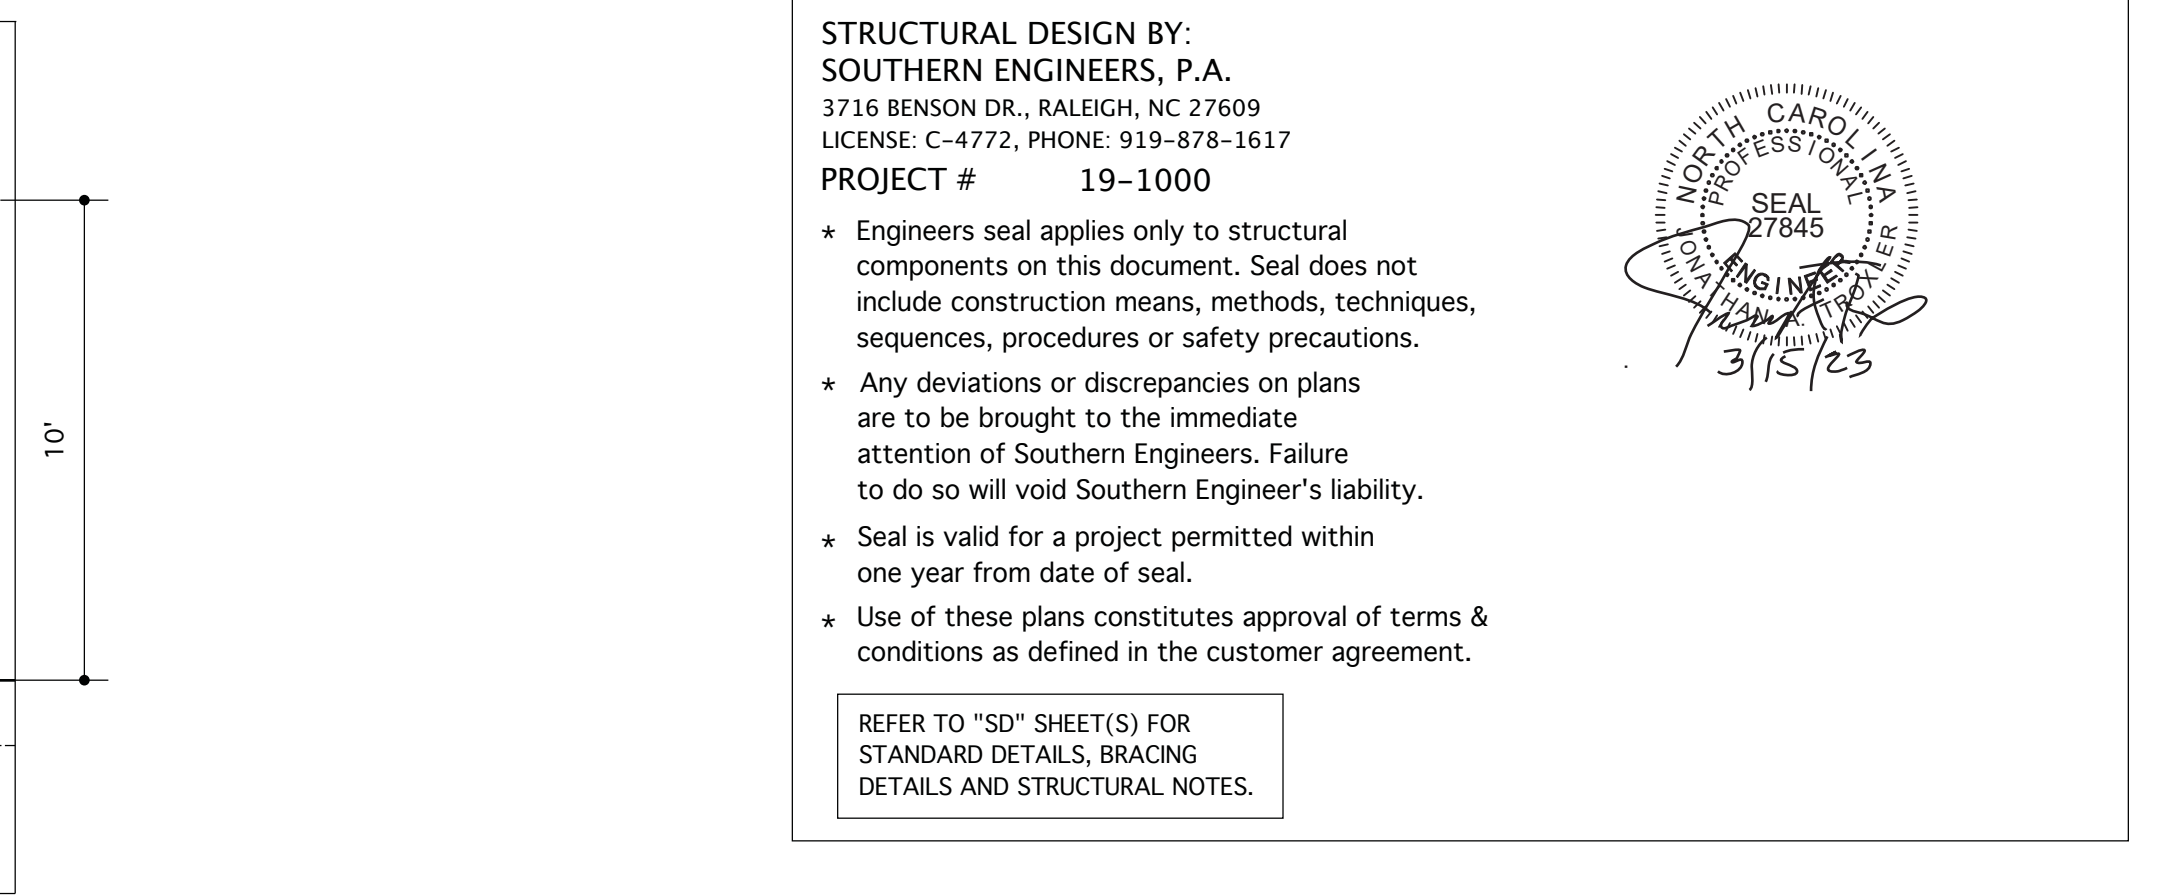 10'
STRUCTURAL DESIGN BY:
SOUTHERN ENGINEERS, P.A.
3716 BENSON DR., RALEIGH, NC 27609
LICENSE: C-4772, PHONE: 919-878-1617
PROJECT # 19-1000
* Engineers seal applies only to structural
components on this document. Seal does not
include construction means, methods, techniques,
sequences, procedures or safety precautions.
* Any deviations or discrepancies on plans
are to be brought to the immediate
attention of Southern Engineers. Failure
to do so will void Southern Engineer's liability.
* Seal is valid for a project permitted within
one year from date of seal.
* Use of these plans constitutes approval of terms &
conditions as defined in the customer agreement.
REFER TO "SD" SHEET(S) FOR
STANDARD DETAILS, BRACING
DETAILS AND STRUCTURAL NOTES.
NORTH CAROLINA
PROFESSIONAL
SEAL
27845
ENGINEER
JONATHAN A. TROXLER
3/15/23